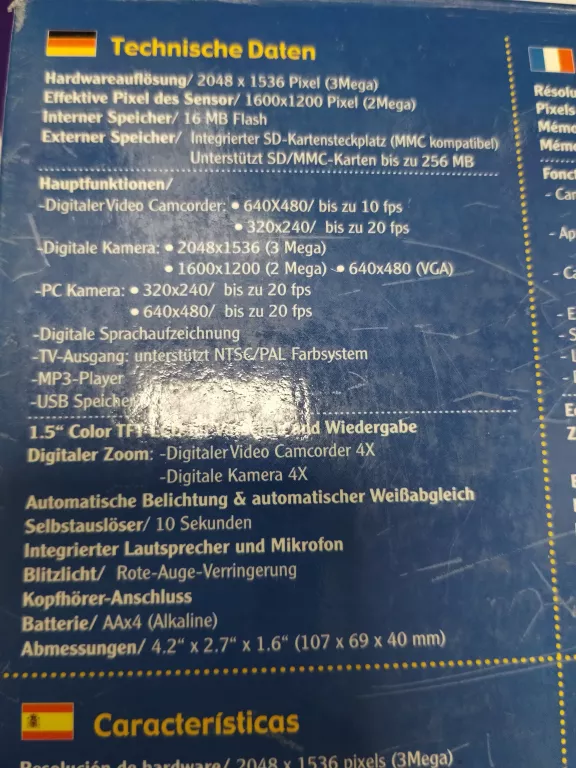 Technische Daten
Hardwareauflösung/ 2048 x 1536 Pixel (3Mega)
Effektive Pixel des Sensor/ 1600x1200 Pixel (2Mega)
Interner Speicher/ 16 MB Flash
Externer Speicher/ Integrierter SD-Kartensteckplatz (MMC kompatibel)
Unterstützt SD/MMC-Karten bis zu 256 MB
Hauptfunktionen/
-Digitaler Video Camcorder: • 640X480/ bis zu 10 fps
• 320x240/ bis zu 20 fps
-Digitale Kamera: • 2048x1536 (3 Mega)
• 1600x1200 (2 Mega) • 640x480 (VGA)
-PC Kamera: • 320x240/ bis zu 20 fps
• 640x480/ bis zu 20 fps
-Digitale Sprachaufzeichnung
-TV-Ausgang: unterstützt NTSC/PAL Farbsystem
-MP3-Player
-USB Speicher
1.5“ Color TFT und Wiedergabe
Digitaler Zoom: -Digitaler Video Camcorder 4X
-Digitale Kamera 4X
Automatische Belichtung & automatischer Weißabgleich
Selbstauslöser/ 10 Sekunden
Integrierter Lautsprecher und Mikrofon
Blitzlicht/ Rote-Auge-Verringerung
Kopfhörer-Anschluss
Batterie/ AAx4 (Alkaline)
Abmessungen/ 4.2“ x 2.7“ x 1.6“ (107 x 69 x 40 mm)
Características
Resolución de hardware/ 2048 x 1536 pixels (3Mega)
Pixels